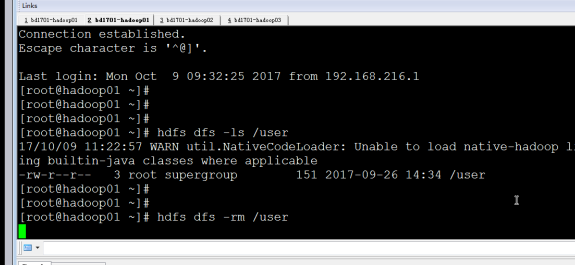 Links
1 bd1701-hadoop01 2 bd1701-hadoop01 3 bd1701-hadoop02 4 bd1701-hadoop03
Connection established.
Escape character is '^@]'.
Last login: Mon Oct  9 09:32:25 2017 from 192.168.216.1
[root@hadoop01 ~]#
[root@hadoop01 ~]#
[root@hadoop01 ~]#
[root@hadoop01 ~]# hdfs dfs -ls /user
17/10/09 11:22:57 WARN util.NativeCodeLoader: Unable to load native-hadoop
ing builtin-java classes where applicable
-rw-r--r--   3 root supergroup        151 2017-09-26 14:34 /user
[root@hadoop01 ~]#
[root@hadoop01 ~]#
[root@hadoop01 ~]# hdfs dfs -rm /user